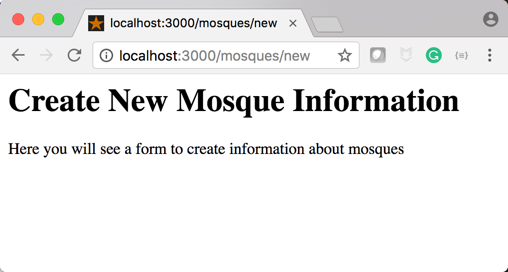 localhost:3000/mosques/new
localhost:3000/mosques/new
Create New Mosque Information
Here you will see a form to create information about mosques